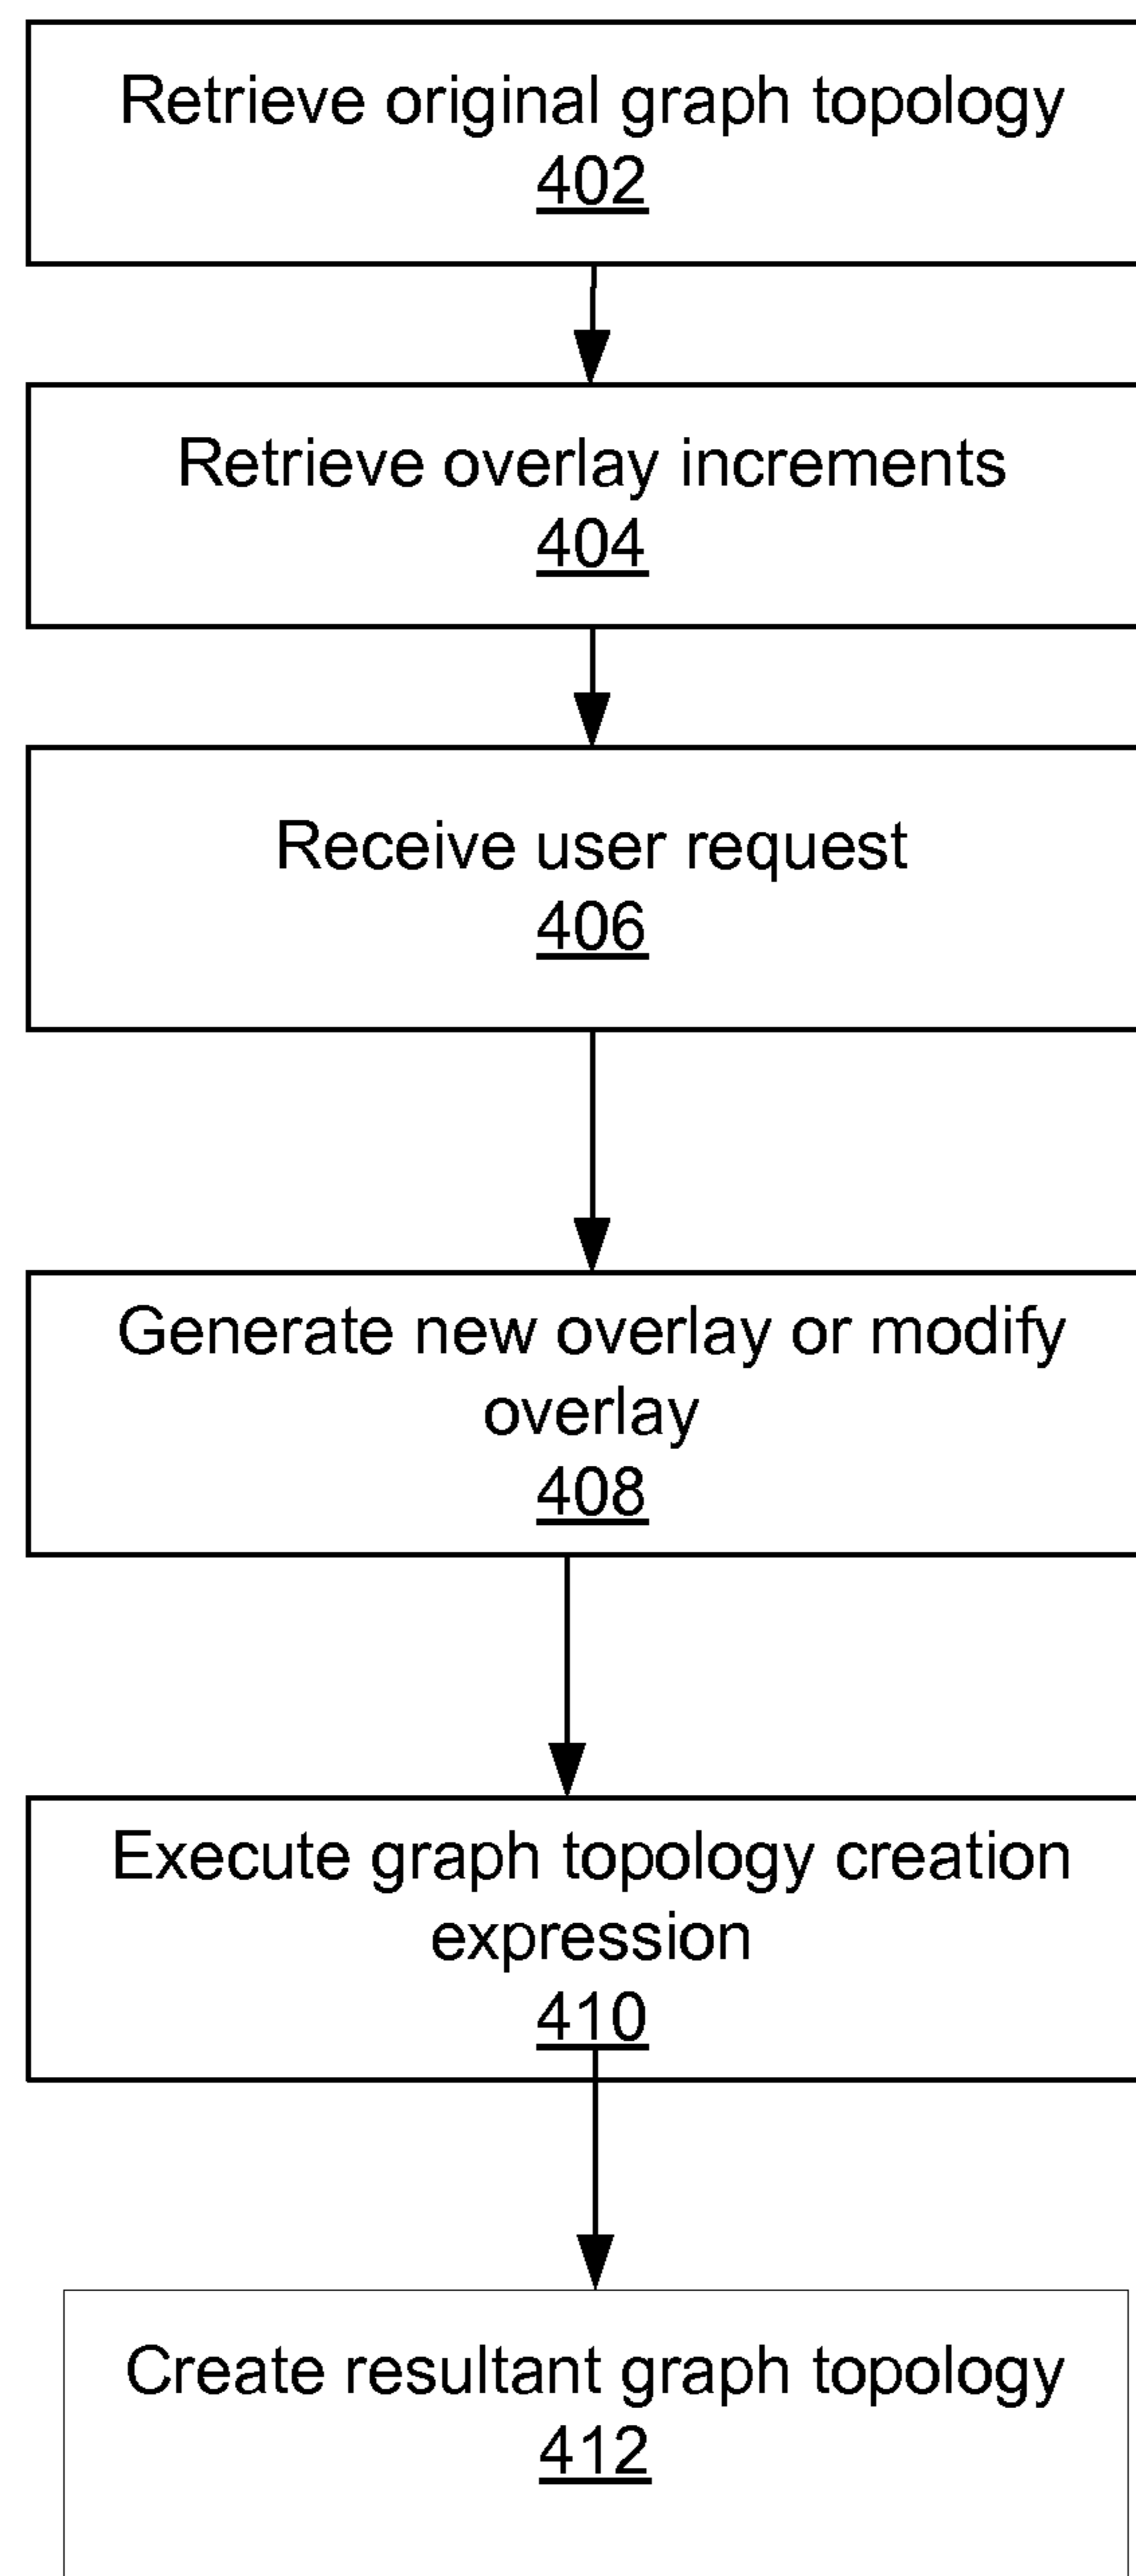 Retrieve original graph topology
402
Retrieve overlay increments
404
Receive user request
406
Generate new overlay or modify
overlay
408
Execute graph topology creation
expression
410
Create resultant graph topology
412